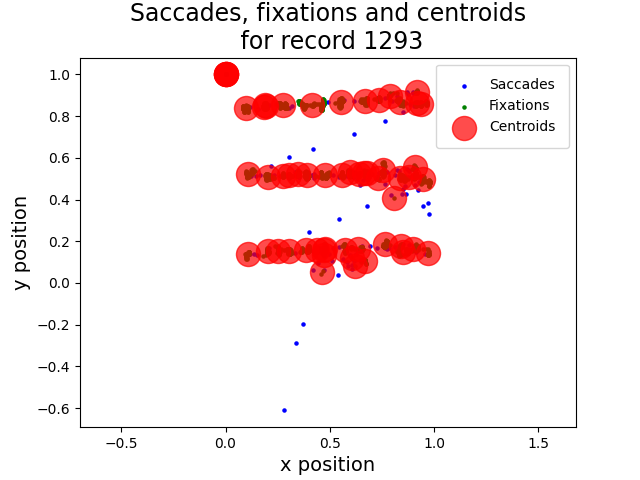 Saccades, fixations and centroids
for record 1293
Saccades
Fixations
Centroids
1.0
0.8
0.6
0.4
0.2
0.0
−0.2
−0.4
−0.6
y position
−0.5
0.0
0.5
1.0
1.5
x position